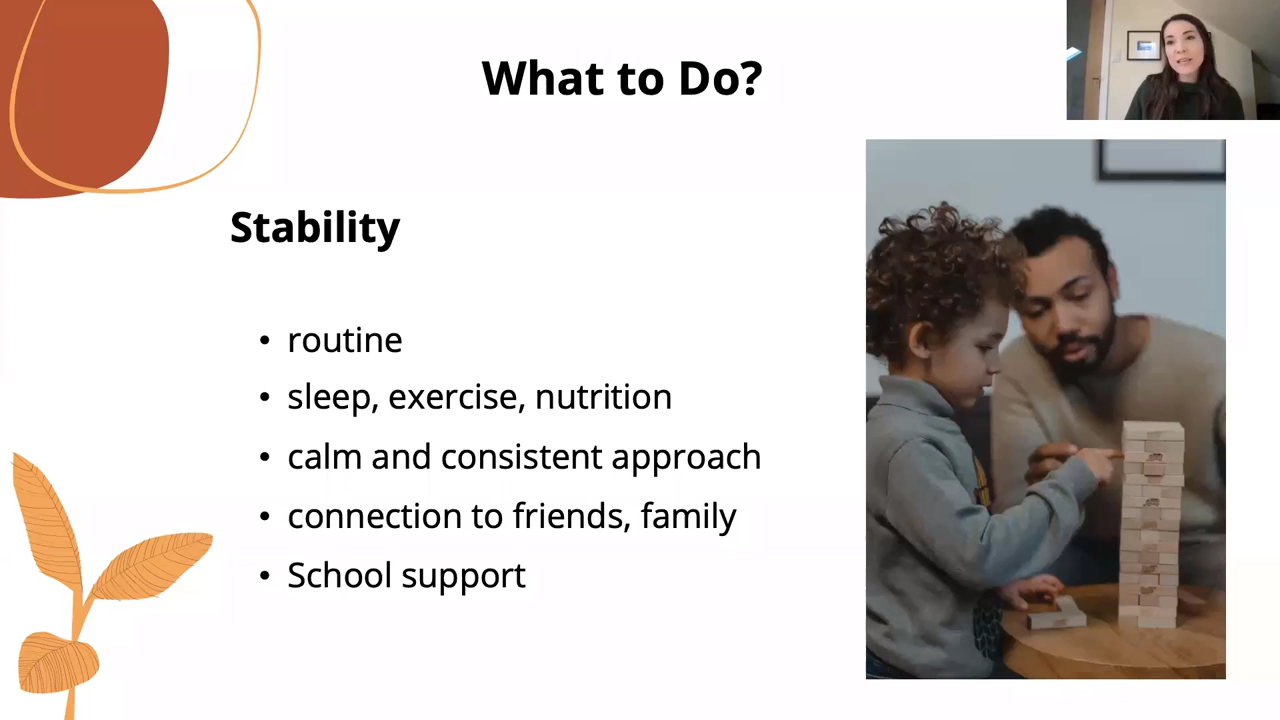 What to Do?
Stability
• routine
• sleep, exercise, nutrition
• calm and consistent approach
• connection to friends, family
• School support